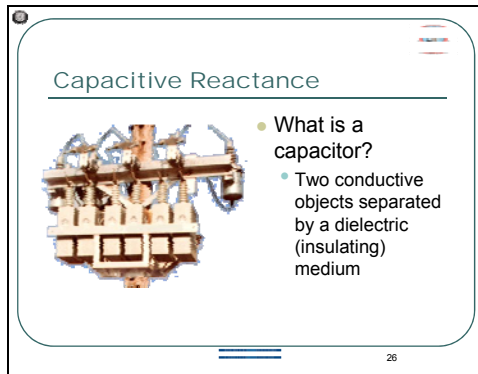 Capacitive Reactance
What is a
capacitor?
Two conductive
objects separated
by a dielectric
(insulating)
medium
26